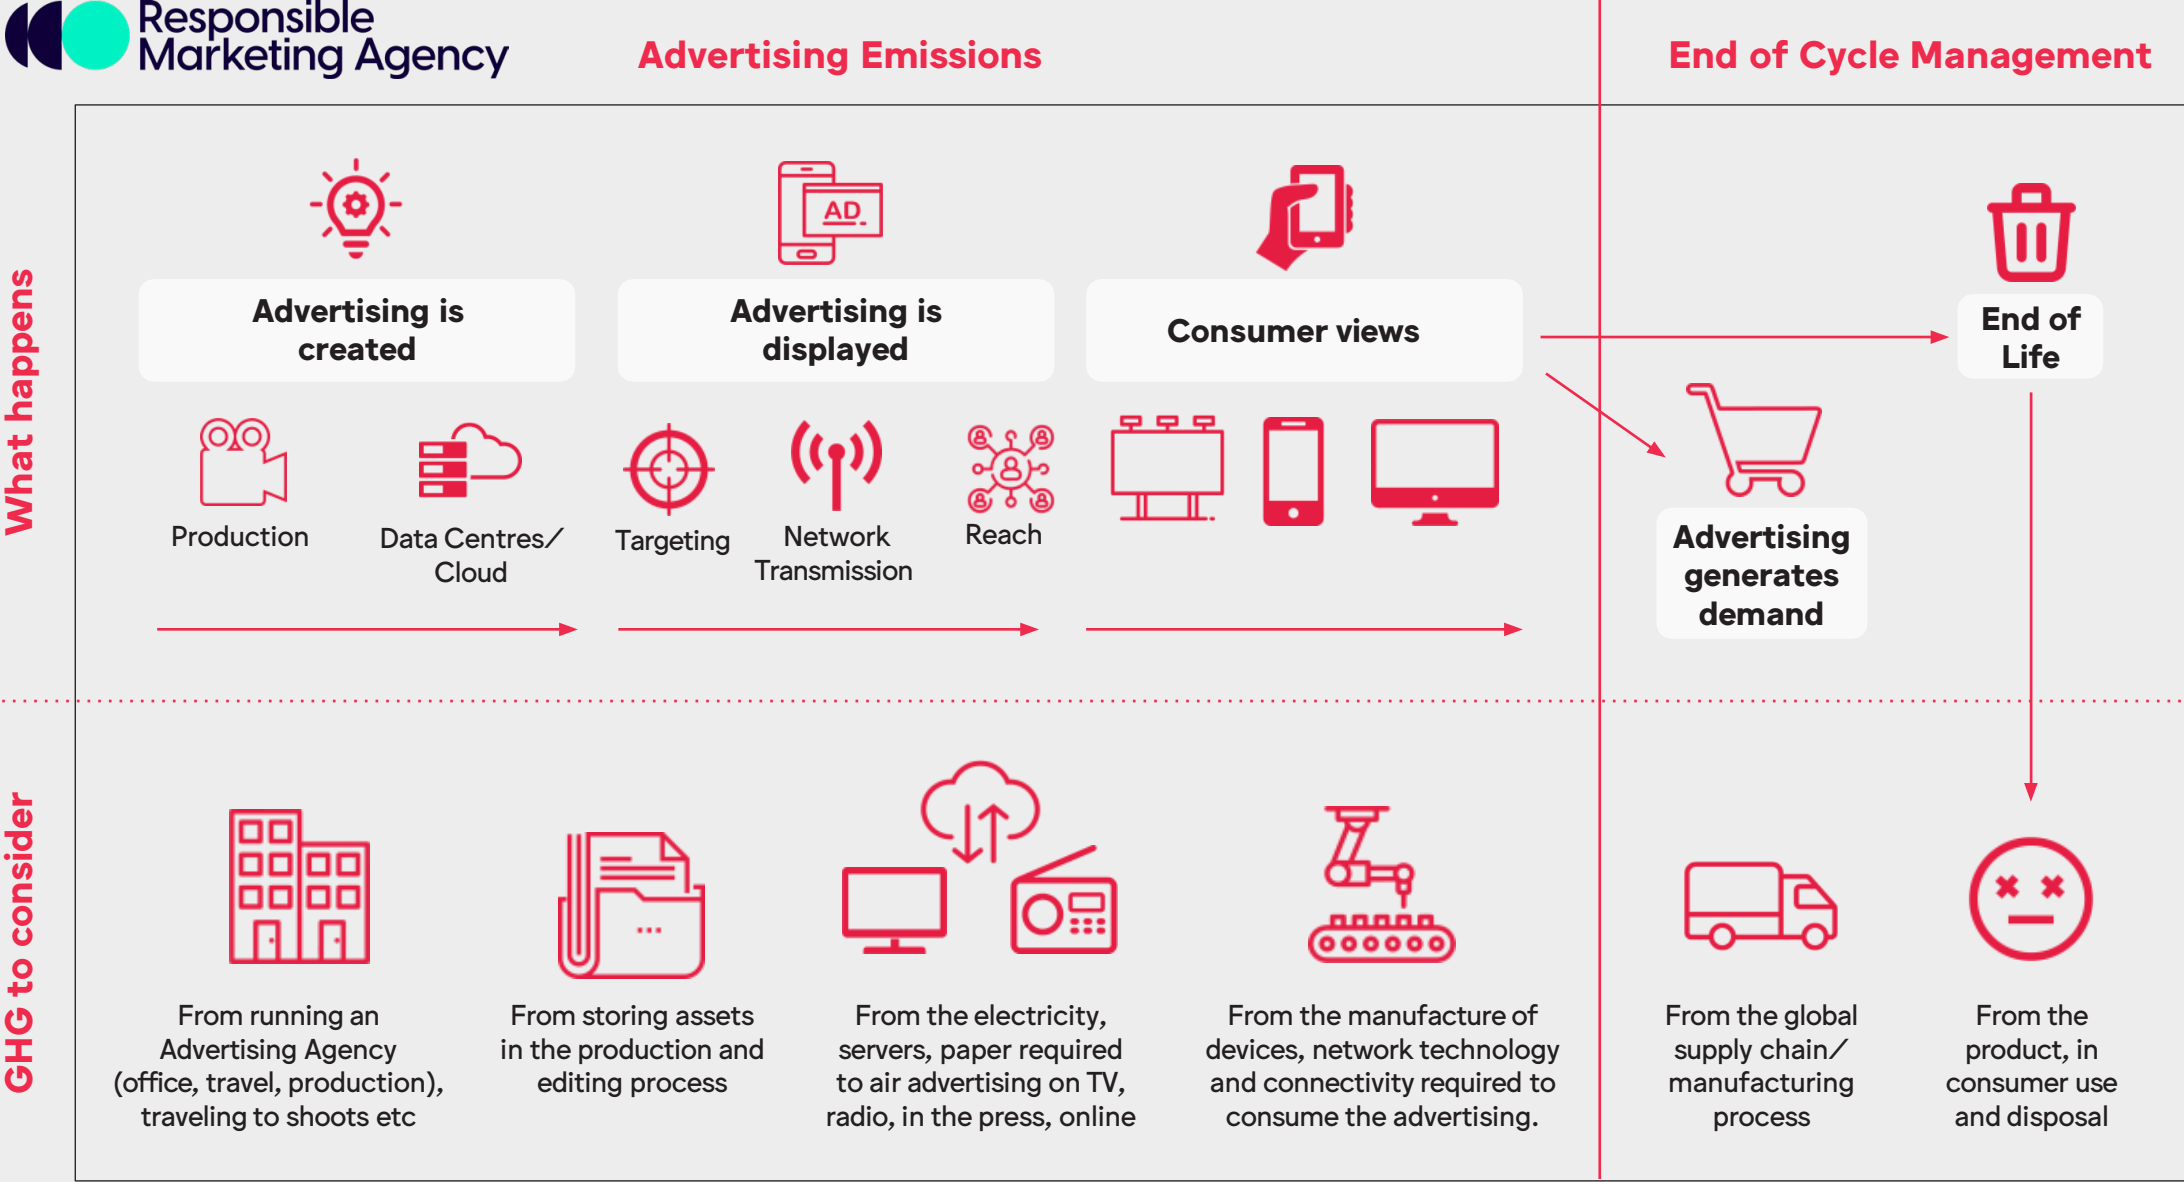 Responsible
Marketing Agency
Advertising Emissions
End of Cycle Management
What happens
AD
Advertising is
created
Advertising is
displayed
Consumer views
End of
Life
Production
Data Centres/
Cloud
Targeting
Network
Transmission
Reach
Advertising
generates
demand
GHG to consider
From running an
Advertising Agency
(office, travel, production),
traveling to shoots etc
From storing assets
in the production and
editing process
From the electricity,
servers, paper required
to air advertising on TV,
radio, in the press, online
From the manufacture of
devices, network technology
and connectivity required to
consume the advertising.
From the global
supply chain/
manufacturing
process
From the
product, in
consumer use
and disposal